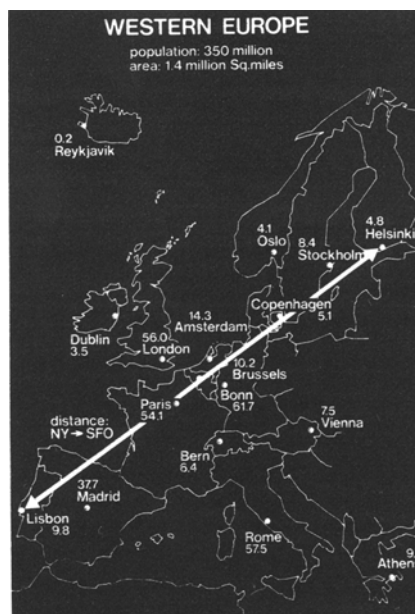 WESTERN EUROPE
population: 350 million
area: 1.4 million Sq.miles
0.2
Reykjavik
4.1
Oslo
8.4
Stockholm
4.8
Helsinki
Copenhagen
5.1
14.3
Amsterdam
Dublin
3.5
56.0
London
10.2
Brussels
Bonn
61.7
Paris
54.1
distance:
NY → SFO
7.5
Vienna
Bern
6.4
37.7
Madrid
Lisbon
9.8
Rome
57.5
9.
Athen